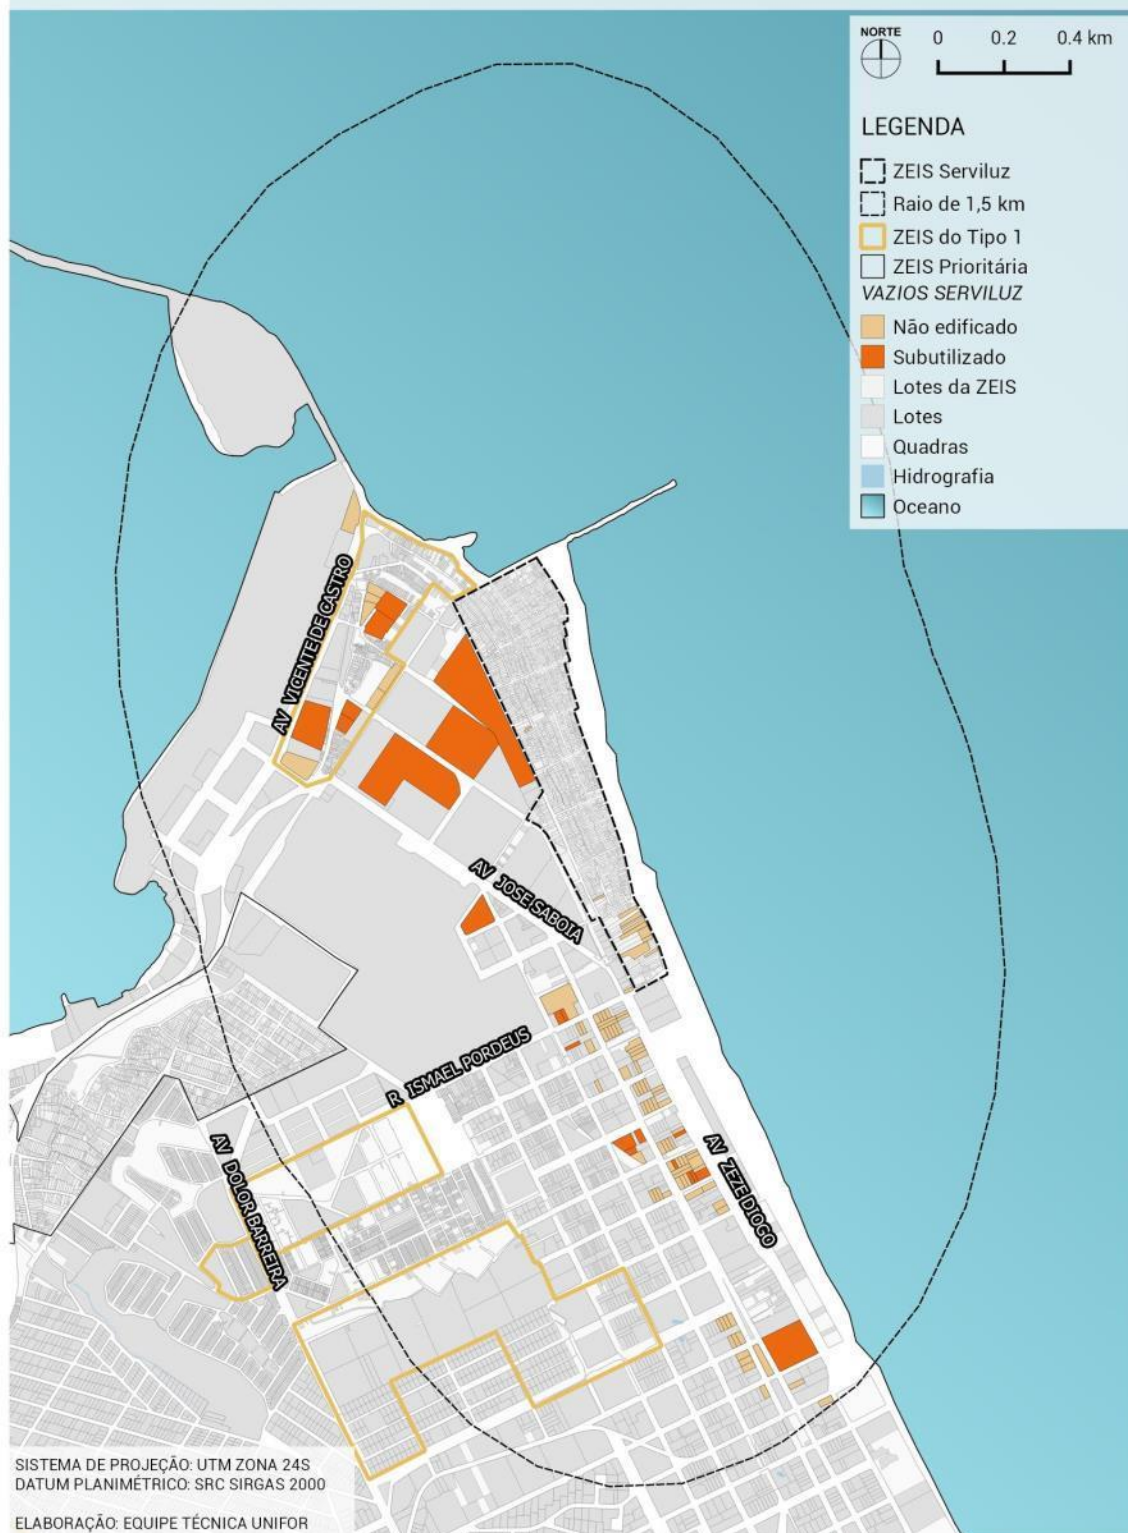 NORTE
0 0.2 0.4 km
LEGENDA
ZEIS Serviluz
Raio de 1,5 km
ZEIS do Tipo 1
ZEIS Prioritária
VAZIOS SERVILUZ
Não edificado
Subutilizado
Lotes da ZEIS
Lotes
Quadras
Hidrografia
Oceano
AV VICENTE DE CASTRO
AV JOSE SABOIA
R ISMAEL PORDEUS
AV DOLOR BARREIRA
AV ZEZE DIOGO
SISTEMA DE PROJEÇÃO: UTM ZONA 24S
DATUM PLANIMÉTRICO: SRC SIRGAS 2000
ELABORAÇÃO: EQUIPE TÉCNICA UNIFOR